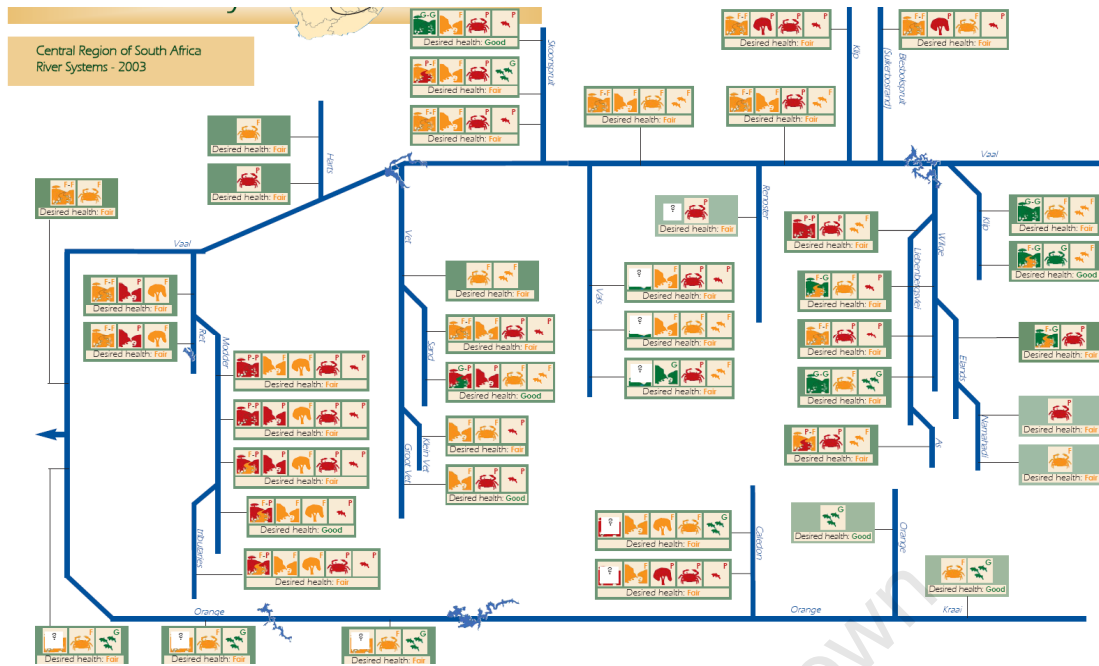 Central Region of South Africa
River Systems - 2003
G-G F P P
Desired health: Good
P-F F P G
Desired health: Fair
F-F F P P
Desired health: Fair
Skoonspruit
F-F P P P
Desired health: Fair
Klip
F-F P P F
Desired health: Fair
Blesbokspruit
(Suikerbosrand)
F-F F F F
Desired health: Fair
F-F F P F
Desired health: Fair
Vaal
F
Desired health: Fair
P
Desired health: Fair
Harts
F-F F
Desired health: Fair
Vaal
F-F P F
Desired health: Fair
F-F P F
Desired health: Fair
Riet
Modder
P-P F F P P
Desired health: Fair
P-P P F P P
Desired health: Fair
F-P P F P P
Desired health: Fair
F-P F F P
Desired health: Good
F-P F F P P
Desired health: Fair
tributaries
Vet
F F
Desired health: Fair
Sand
F-F F P P
Desired health: Fair
G-P P P F F
Desired health: Good
Klein Vet
F F P
Desired health: Fair
Groot Vet
F P P
Desired health: Good
Vals
? F P P
Desired health: Fair
? F F F
Desired health: Fair
? G F F
Desired health: Fair
Renoster
? P
Desired health: Fair
P-P P F
Desired health: Fair
F-G F P
Desired health: Fair
F-F P P
Desired health: Fair
G-G F G
Desired health: Fair
P-F P F F
Desired health: Fair
Wilge
Liebenbergsvlei
As
Klip
G-G F F
Desired health: Fair
F-G G F
Desired health: Good
Elands
F-G P
Desired health: Fair
Namahadi
P
Desired health: Fair
F
Desired health: Fair
? F F F G
Desired health: Fair
? F P P P
Desired health: Fair
Caledon
G
Desired health: Good
Orange
F G
Desired health: Good
Orange
Orange
Kraai
? F G
Desired health: Fair
? F G
Desired health: Fair
? F G
Desired health: Fair
own